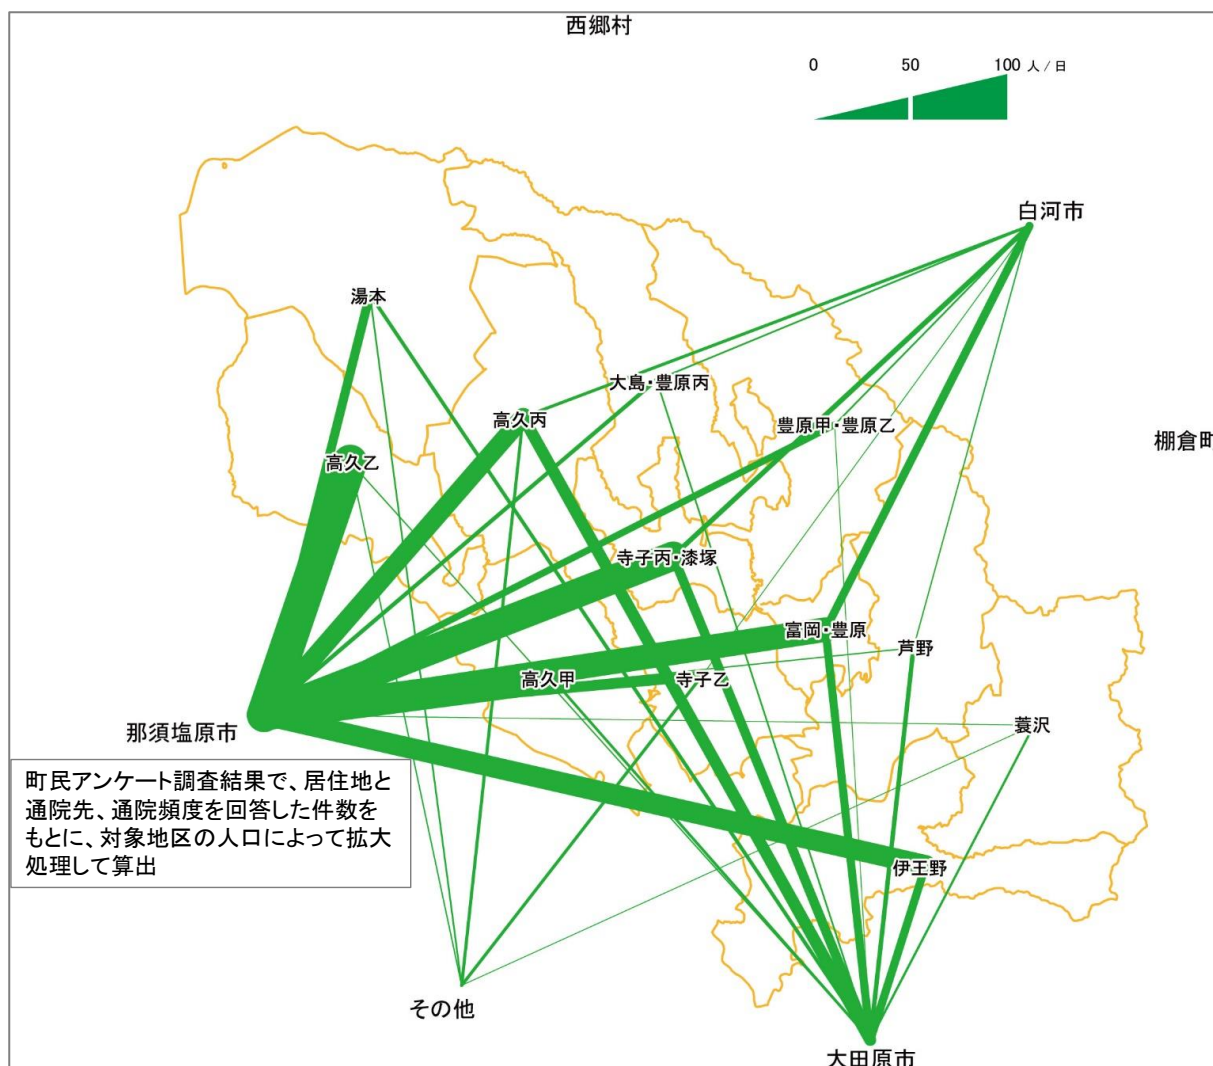 西郷村
0 50 100 人/日
白河市
湯本
大島・豊原丙
高久丙
豊原甲・豊原乙
棚倉町
高久乙
寺子丙・漆塚
富岡・豊原
芦野
高久甲
寺子乙
蓑沢
那須塩原市
町民アンケート調査結果で、居住地と
通院先、通院頻度を回答した件数を
もとに、対象地区の人口によって拡大
処理して算出
伊王野
その他
大田原市